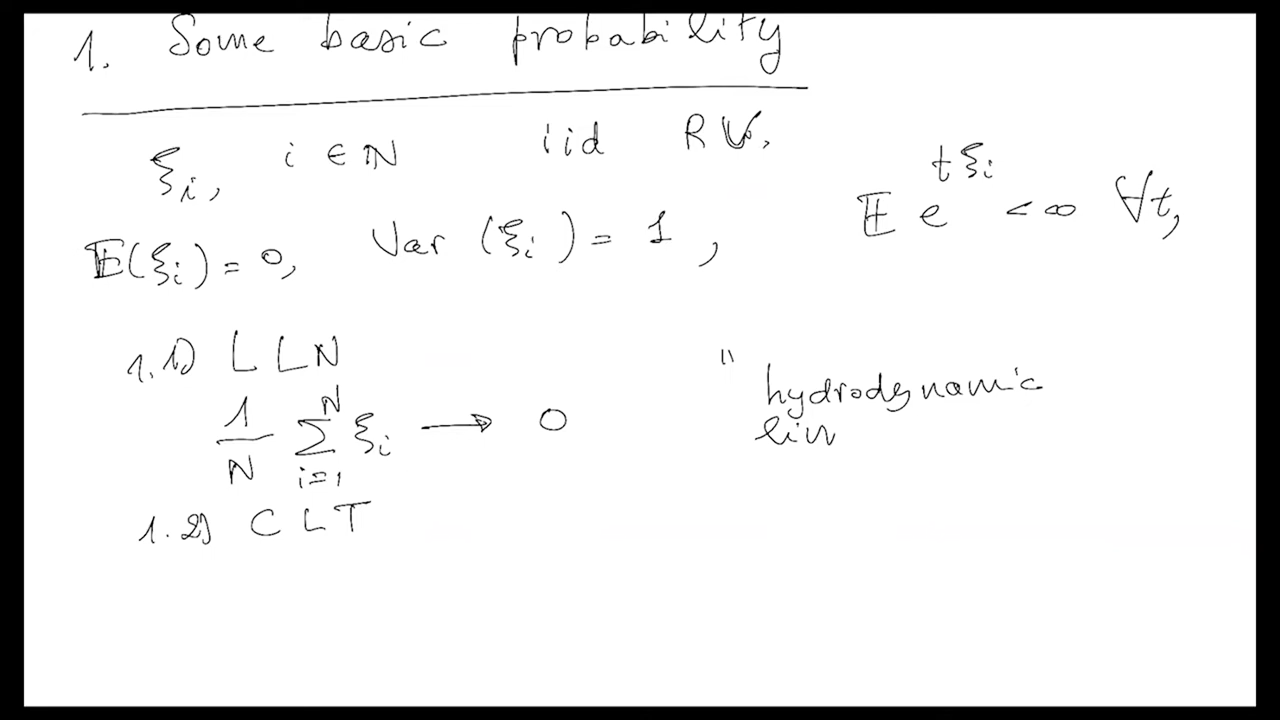 1. Some basic probability
ξ_i, i ∈ ℕ iid RV.
𝔼(ξ_i) = 0, Var (ξ_i) = 1, 𝔼 e^{tξ_i} < ∞ ∀t,
1.1) LLN
1/N ∑_{i=1}^{N} ξ_i → 0 " hydrodynamic
lim
1.2) CLT